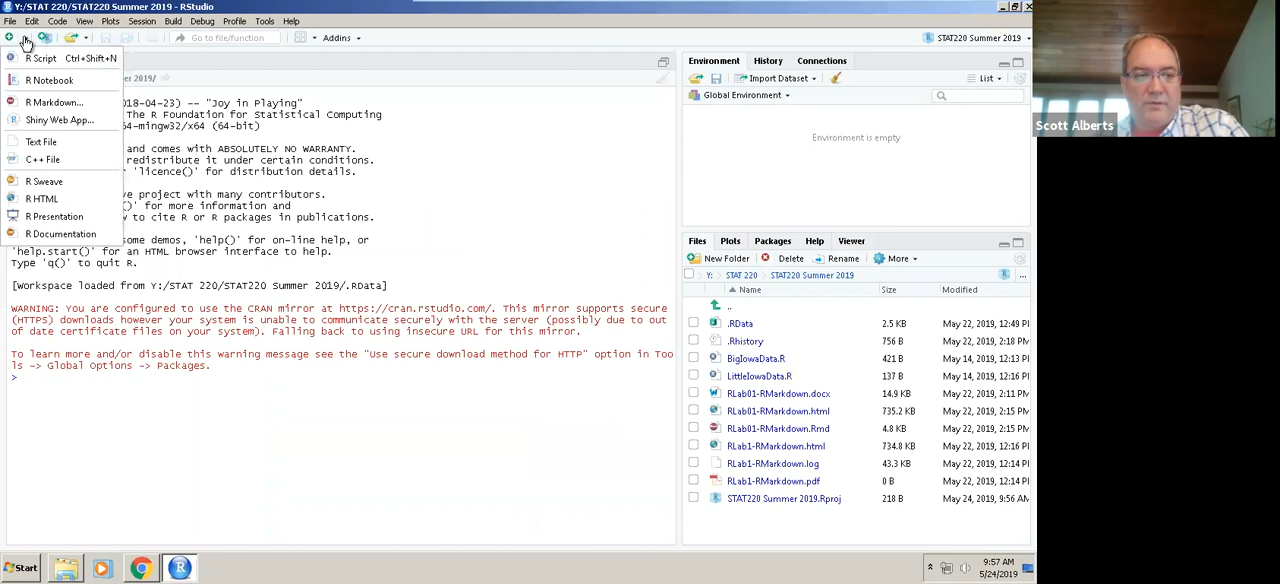 Y:/STAT 220/STAT220 Summer 2019 - RStudio
File Edit Code View Plots Session Build Debug Profile Tools Help
Go to file/function Addins STAT220 Summer 2019
R Script Ctrl+Shift+N
R Notebook
R Markdown...
Shiny Web App...
Text File
C++ File
R Sweave
R HTML
R Presentation
R Documentation
er 2019/
018-04-23) -- "Joy in Playing"
The R Foundation for Statistical Computing
64-mingw32/x64 (64-bit)
and comes with ABSOLUTELY NO WARRANTY.
redistribute it under certain conditions.
'licence()' for distribution details.
ve project with many contributors.
)' for more information and
w to cite R or R packages in publications.
some demos, 'help()' for on-line help, or
'help.start()' for an HTML browser interface to help.
Type 'q()' to quit R.
[Workspace loaded from Y:/STAT 220/STAT220 Summer 2019/.RData]
WARNING: You are configured to use the CRAN mirror at https://cran.rstudio.com/. This mirror supports secure
(HTTPS) downloads however your system is unable to communicate securely with the server (possibly due to out
of date certificate files on your system). Falling back to using insecure URL for this mirror.
To learn more and/or disable this warning message see the "Use secure download method for HTTP" option in Too
ls -> Global Options -> Packages.
>
Environment History Connections
Import Dataset List
Global Environment
Environment is empty
Files Plots Packages Help Viewer
New Folder Delete Rename More
Y: STAT 220 STAT220 Summer 2019 ...
Name Size Modified
..
.RData 2.5 KB May 22, 2019, 12:49 PM
.Rhistory 756 B May 22, 2019, 2:18 PM
BigIowaData.R 421 B May 14, 2019, 12:13 PM
LittleIowaData.R 137 B May 14, 2019, 12:16 PM
RLab01-RMarkdown.docx 14.9 KB May 22, 2019, 2:11 PM
RLab01-RMarkdown.html 735.2 KB May 22, 2019, 2:15 PM
RLab01-RMarkdown.Rmd 4.8 KB May 22, 2019, 2:15 PM
RLab1-RMarkdown.html 734.8 KB May 22, 2019, 12:16 PM
RLab1-RMarkdown.log 43.3 KB May 22, 2019, 12:14 PM
RLab1-RMarkdown.pdf 0 B May 22, 2019, 12:14 PM
STAT220 Summer 2019.Rproj 218 B May 24, 2019, 9:56 AM
Scott Alberts
Start
9:57 AM
5/24/2019